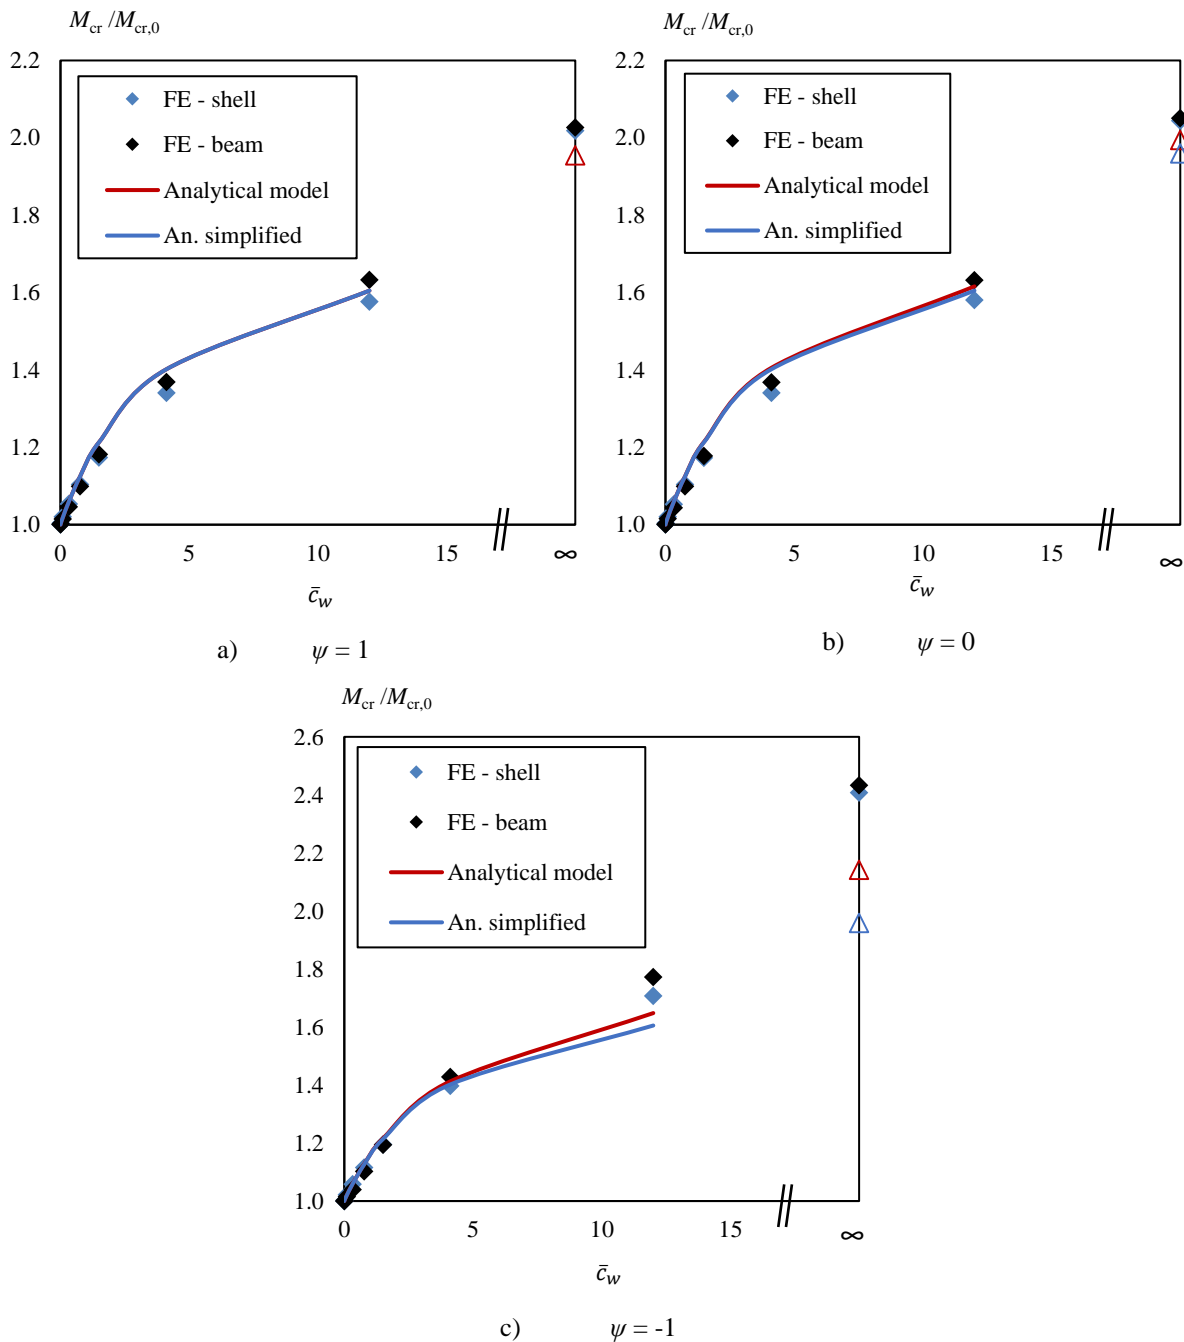 M_cr /M_cr,0
2.2
2.0
1.8
1.6
1.4
1.2
1.0
FE - shell
FE - beam
Analytical model
An. simplified
0 5 10 15 ∞
c̄_w
a) ψ = 1
M_cr /M_cr,0
2.2
2.0
1.8
1.6
1.4
1.2
1.0
FE - shell
FE - beam
Analytical model
An. simplified
0 5 10 15 ∞
c̄_w
b) ψ = 0
M_cr /M_cr,0
2.6
2.4
2.2
2.0
1.8
1.6
1.4
1.2
1.0
FE - shell
FE - beam
Analytical model
An. simplified
0 5 10 15 ∞
c̄_w
c) ψ = -1